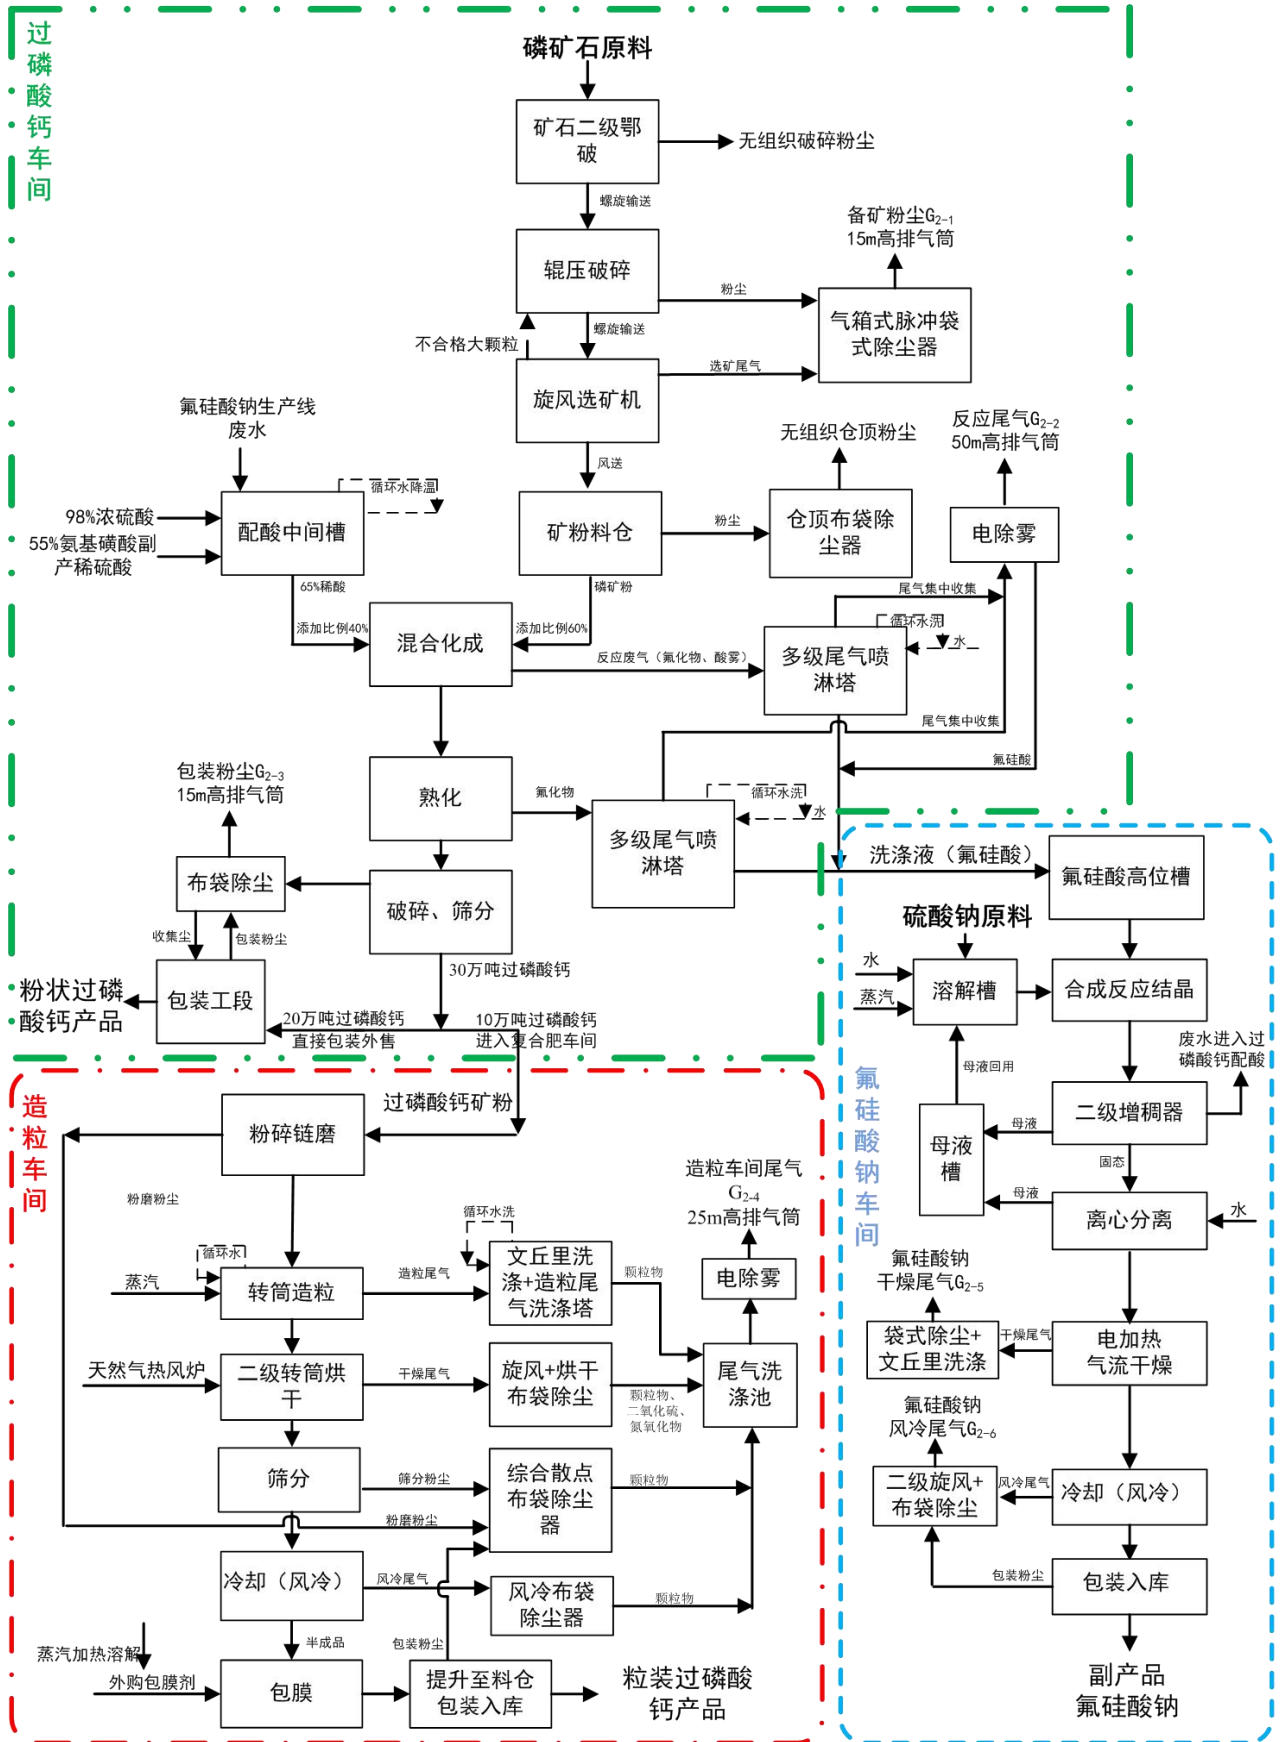 过磷酸钙车间
磷矿石原料
矿石二级鄂
破
无组织破碎粉尘
螺旋输送
备矿粉尘G2-1
15m高排气筒
辊压破碎
粉尘
气箱式脉冲袋
式除尘器
螺旋输送
不合格大颗粒
选矿尾气
旋风选矿机
氟硅酸钠生产线
废水
反应尾气G2-2
50m高排气筒
无组织仓顶粉尘
风送
循环水降温
98%浓硫酸
55%氨基磺酸副
产稀硫酸
配酸中间槽
矿粉料仓
粉尘
仓顶布袋除
尘器
电除雾
65%稀酸
磷矿粉
尾气集中收集
添加比例40%
添加比例60%
混合化成
循环水洗
水
反应废气（氟化物、酸雾）
多级尾气喷
淋塔
尾气集中收集
氟硅酸
包装粉尘G2-3
15m高排气筒
熟化
氟化物
循环水洗
水
多级尾气喷
淋塔
布袋除尘
破碎、筛分
洗涤液（氟硅酸）
氟硅酸高位槽
收集尘
包装粉尘
硫酸钠原料
30万吨过磷酸钙
水
蒸汽
溶解槽
合成反应结晶
粉状过磷
酸钙产品
包装工段
20万吨过磷酸钙
直接包装外售
10万吨过磷酸钙
进入复合肥车间
废水进入过
磷酸钙配酸
母液回用
氟硅酸钠车间
造粒车间
过磷酸钙矿粉
粉碎链磨
二级增稠器
母液
母液
槽
固态
造粒车间尾气
G2-4
25m高排气筒
粉磨粉尘
母液
离心分离
水
循环水洗
循环水
蒸汽
转筒造粒
造粒尾气
文丘里洗
涤+造粒尾
气洗涤塔
颗粒物
电除雾
氟硅酸钠
干燥尾气G2-5
袋式除尘+
文丘里洗涤
干燥尾气
电加热
气流干燥
天然气热风炉
二级转筒烘
干
干燥尾气
旋风+烘干
布袋除尘
颗粒物、
二氧化硫、
氮氧化物
尾气洗
涤池
氟硅酸钠
风冷尾气G2-6
筛分
筛分粉尘
综合散点
布袋除尘
器
颗粒物
二级旋风+
布袋除尘
风冷尾气
冷却（风冷）
粉磨粉尘
冷却（风冷）
风冷尾气
风冷布袋
除尘器
颗粒物
包装粉尘
包装入库
半成品
包装粉尘
蒸汽加热溶解
外购包膜剂
包膜
提升至料仓
包装入库
粒装过磷酸
钙产品
副产品
氟硅酸钠